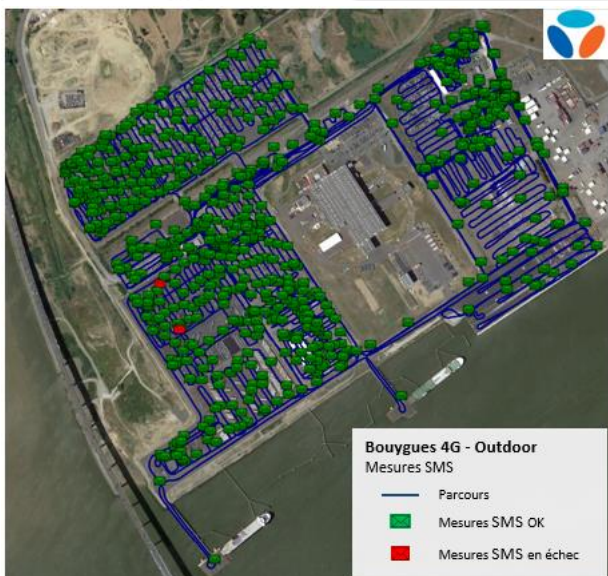 Bouygues 4G - Outdoor
Mesures SMS
Parcours
Mesures SMS OK
Mesures SMS en échec